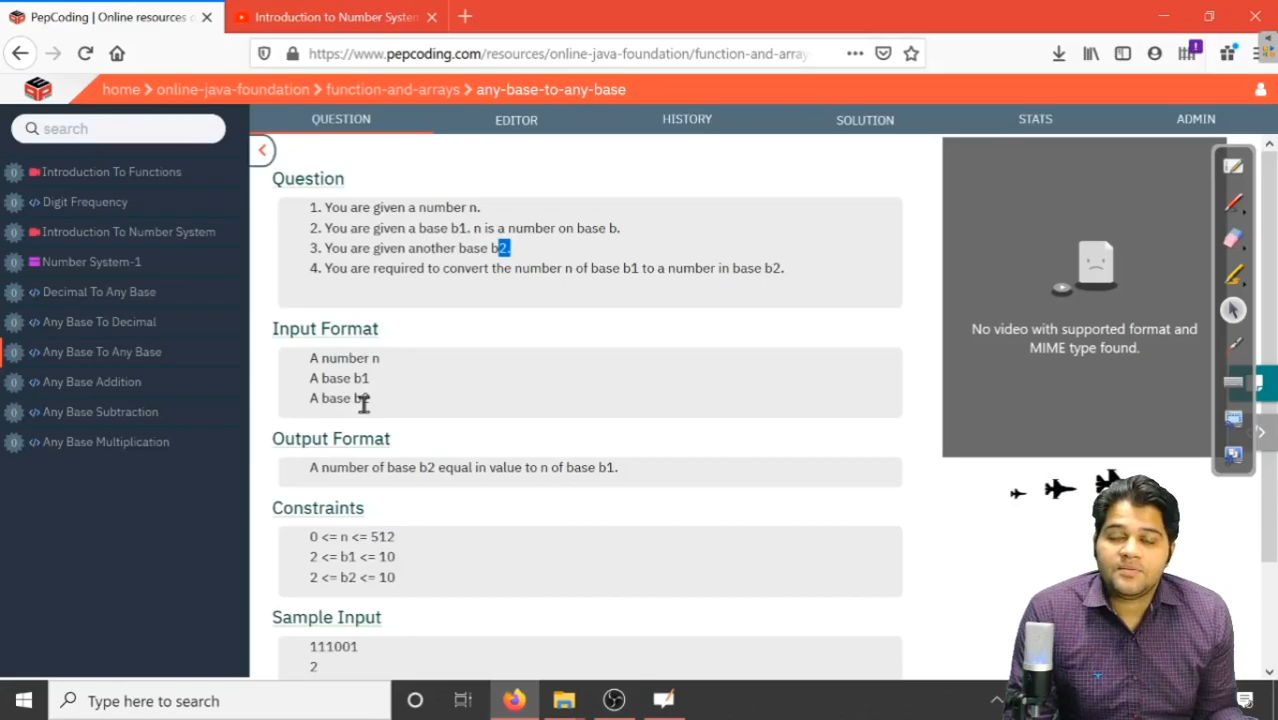 PepCoding | Online resources
Introduction to Number System
https://www.pepcoding.com/resources/online-java-foundation/function-and-array
home > online-java-foundation > function-and-arrays > any-base-to-any-base
search
QUESTION
EDITOR
HISTORY
SOLUTION
STATS
ADMIN
Introduction To Functions
Digit Frequency
Introduction To Number System
Number System-1
Decimal To Any Base
Any Base To Decimal
Any Base To Any Base
Any Base Addition
Any Base Subtraction
Any Base Multiplication
Question
1. You are given a number n.
2. You are given a base b1. n is a number on base b.
3. You are given another base b2.
4. You are required to convert the number n of base b1 to a number in base b2.
Input Format
A number n
A base b1
A base b2
Output Format
A number of base b2 equal in value to n of base b1.
Constraints
0 <= n <= 512
2 <= b1 <= 10
2 <= b2 <= 10
Sample Input
111001
2
No video with supported format and
MIME type found.
Type here to search